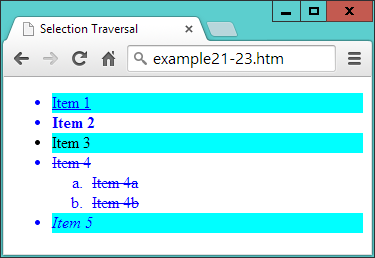 Selection Traversal
example21-23.htm
• Item 1
• Item 2
• Item 3
• Item 4
a. Item 4a
b. Item 4b
• Item 5